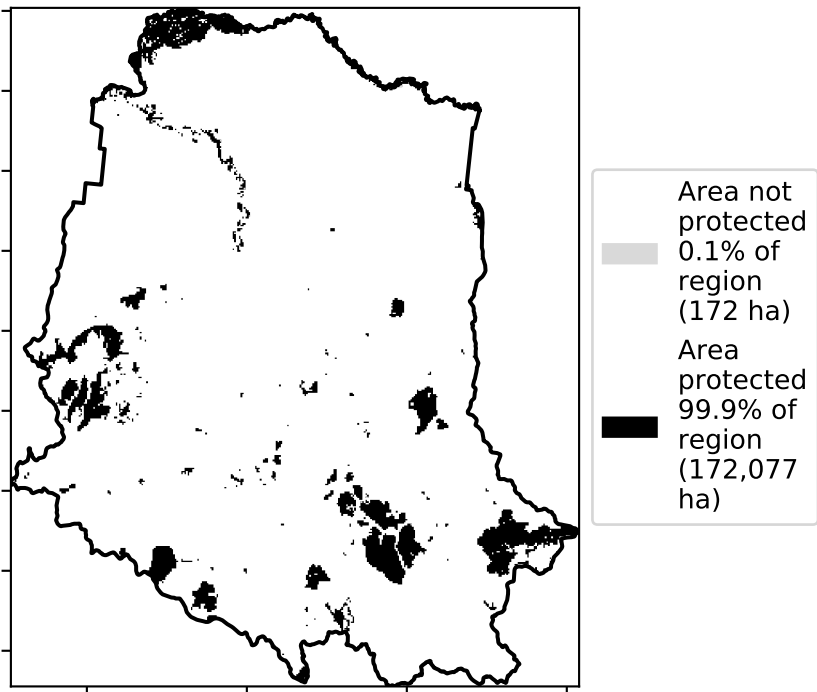 Area not
protected
0.1% of
region
(172 ha)
Area
protected
99.9% of
region
(172,077
ha)